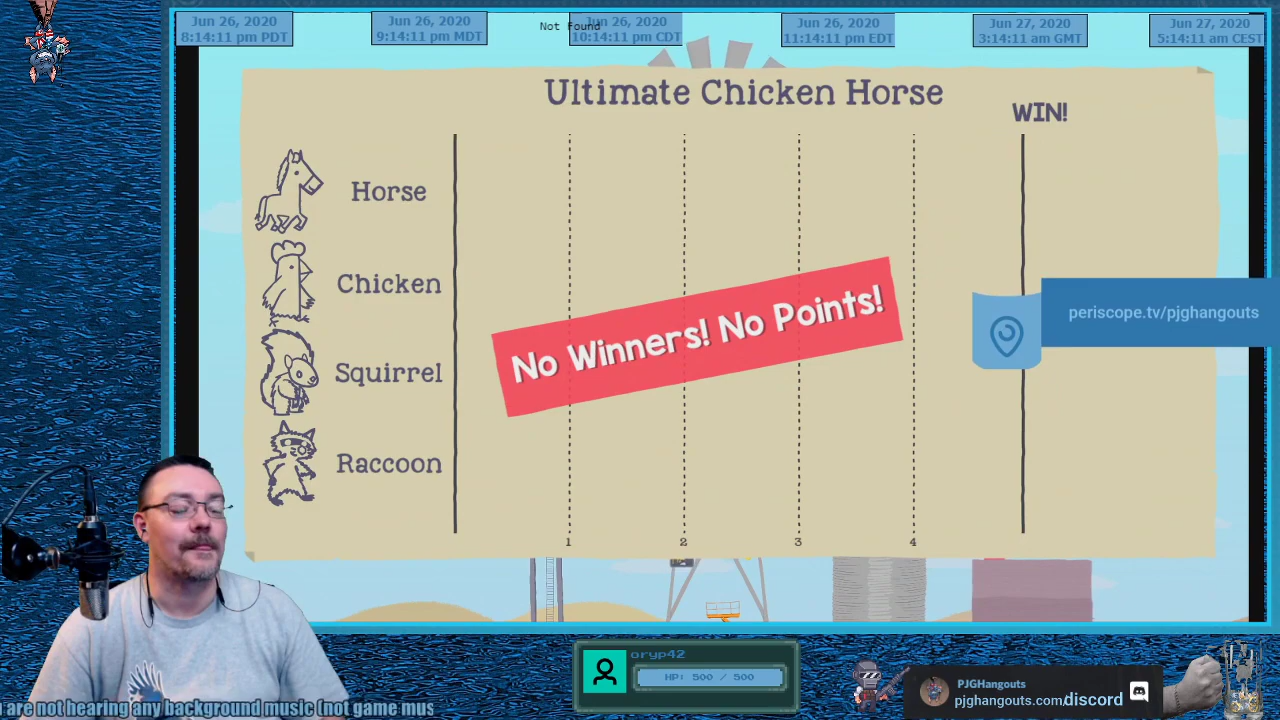 Jun 26, 2020
8:14:11 pm PDT
Jun 26, 2020
9:14:11 pm MDT
Not Found
Jun 26, 2020
10:14:11 pm CDT
Jun 26, 2020
11:14:11 pm EDT
Jun 27, 2020
3:14:11 am GMT
Jun 27, 2020
5:14:11 am CEST
Ultimate Chicken Horse
WIN!
Horse
Chicken
Squirrel
Raccoon
No Winners! No Points!
periscope.tv/pjghangouts
1 2 3 4
oryp42
HP: 500 / 500
PJGHangouts
pjghangouts.com/discord
are not hearing any background music (not game mus